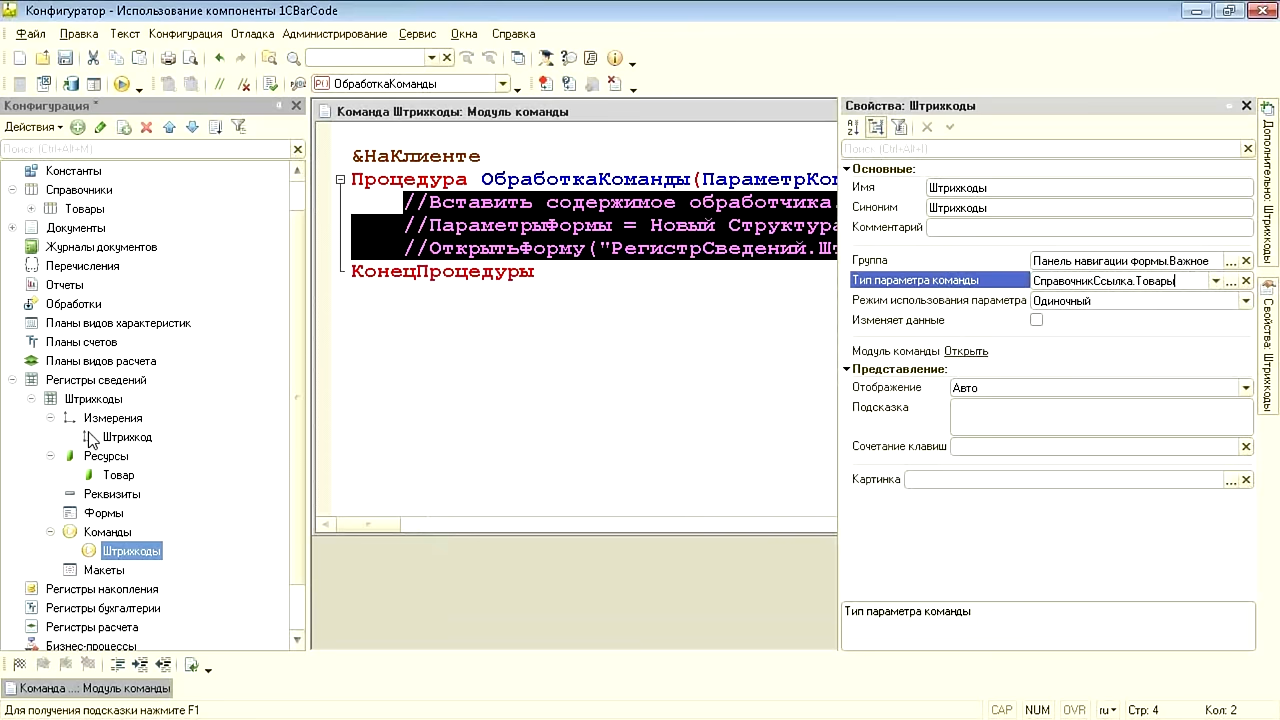 Конфигуратор - Использование компоненты 1CBarCode
Файл Правка Текст Конфигурация Отладка Администрирование Сервис Окна Справка
ОбработкаКоманды
Конфигурация *
Действия
Поиск (Ctrl+Alt+M)
Константы
Справочники
Товары
Документы
Журналы документов
Перечисления
Отчеты
Обработки
Планы видов характеристик
Планы счетов
Планы видов расчета
Регистры сведений
Штрихкоды
Измерения
Штрихкод
Ресурсы
Товар
Реквизиты
Формы
Команды
Штрихкоды
Макеты
Регистры накопления
Регистры бухгалтерии
Регистры расчета
Бизнес-процессы
Команда Штрихкоды: Модуль команды
&НаКлиенте
Процедура ОбработкаКоманды(ПараметрКом
//Вставить содержимое обработчика.
//ПараметрыФормы = Новый Структура
//ОткрытьФорму("РегистрСведений.Шт
КонецПроцедуры
Свойства: Штрихкоды
Поиск (Ctrl+Alt+I)
Основные:
Имя Штрихкоды
Синоним Штрихкоды
Комментарий
Группа Панель навигации формы.Важное ...
Тип параметра команды СправочникСсылка.Товары ...
Режим использования параметра Одиночный
Изменяет данные
Модуль команды Открыть
Представление:
Отображение Авто
Подсказка
Сочетание клавиш
Картинка ...
Тип параметра команды
Дополнительно: Штрихкоды
Свойства: Штрихкоды
Команда ...: Модуль команды
Для получения подсказки нажмите F1
CAP NUM OVR ru Стр: 4 Кол: 2